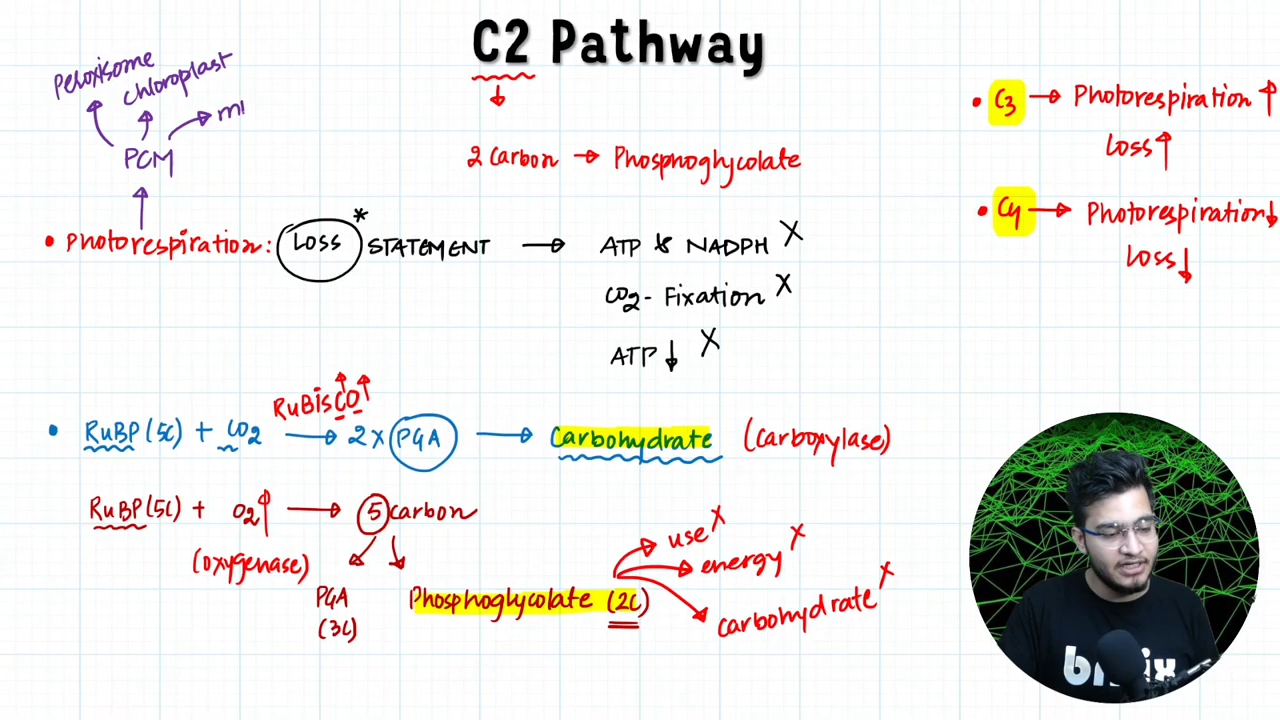 C2 Pathway
Peroxisome
chloroplast
mi
PCM
2 Carbon → Phosphoglycolate
• C3 → Photorespiration ↑
Loss ↑
• C4 → Photorespiration ↓
Loss ↓
• Photorespiration: Loss * STATEMENT → ATP & NADPH X
CO2 - Fixation X
ATP ↓ X
RuBisCO
• RuBP (5C) + CO2 → 2 x PGA → Carbohydrate (Carboxylase)
RuBP (5C) + O2 ↑ → 5 carbon
(Oxygenase)
use X
energy X
carbohydrate X
PGA
(3C)
Phosphoglycolate (2C)